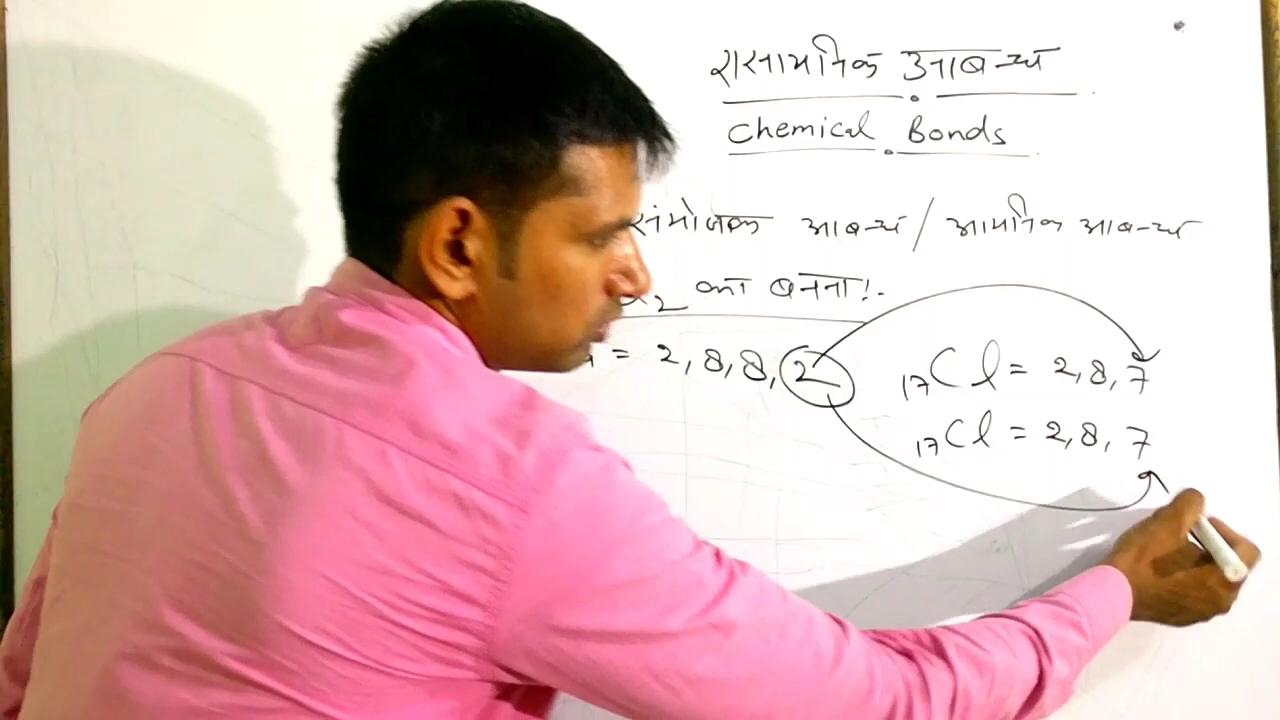 रासायनिक आबन्ध
Chemical Bonds
संयोजक आबन्ध / आयनिक आबन्ध
2 का बनना:-
= 2, 8, 8, 2 17Cl = 2, 8, 7
17Cl = 2, 8, 7